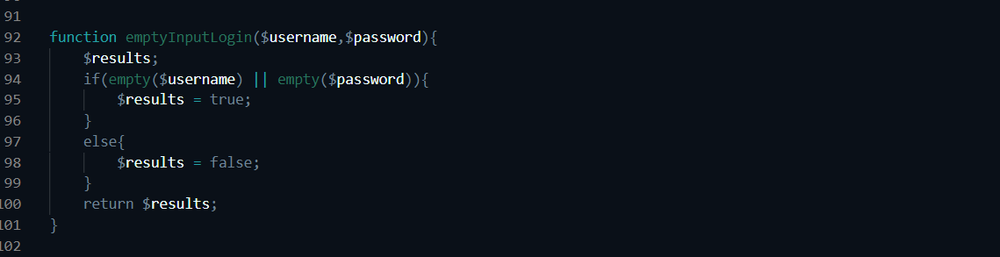 91
92 function emptyInputLogin($username,$password){
93 $results;
94 if(empty($username) || empty($password)){
95 $results = true;
96 }
97 else{
98 $results = false;
99 }
100 return $results;
101 }
102